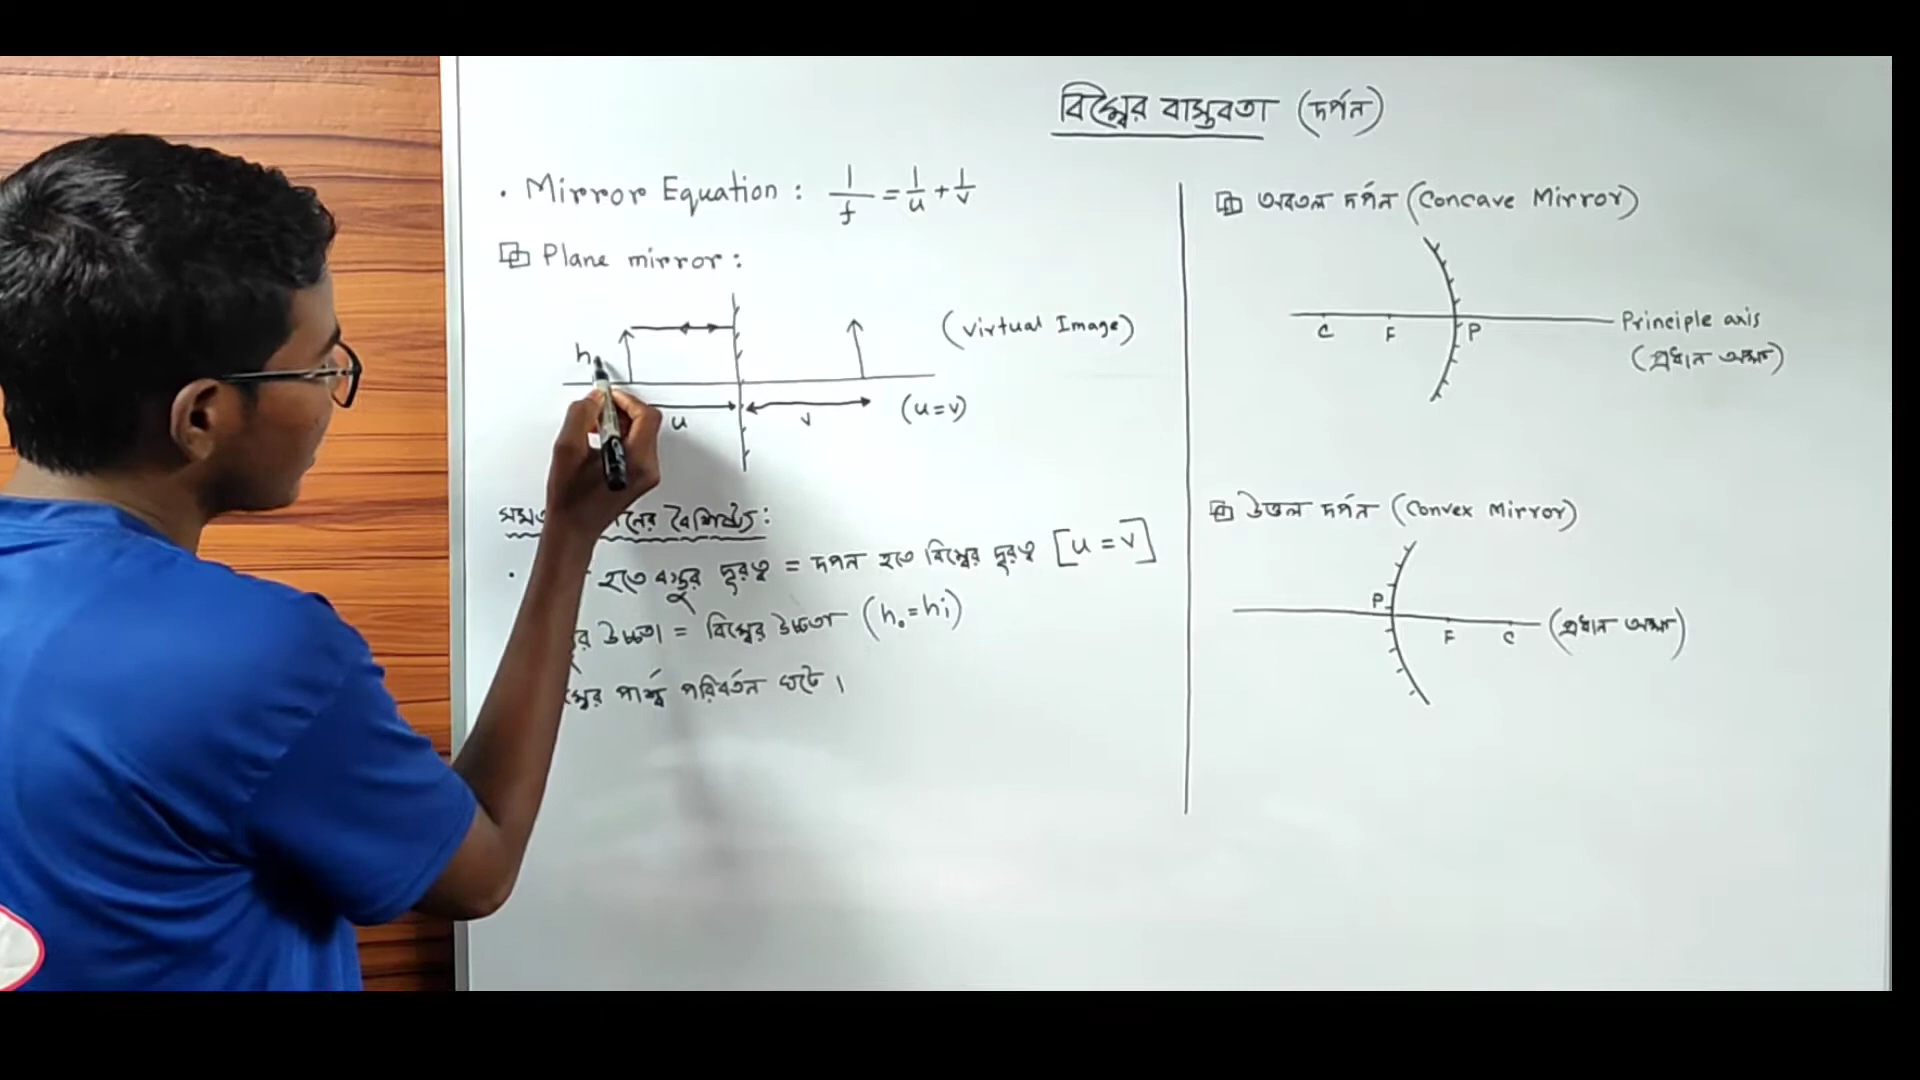 বিম্বের বাস্তবতা (দর্পন)
. Mirror Equation : 1/f = 1/u + 1/v
Plane mirror :
(Virtual Image)
h
u
v
(u=v)
বৈশিষ্ট্য :
হতে বস্তুর দূরত্ব = দর্পন হতে বিম্বের দূরত্ব [u = v]
উচ্চতা = বিম্বের উচ্চতা (h₀ = hi)
পার্শ্ব পরিবর্তন ঘটে।
অবতল দর্পন (Concave Mirror)
C F P
Principle axis
(প্রধান অক্ষ)
উত্তল দর্পন (Convex Mirror)
P
F C (প্রধান অক্ষ)